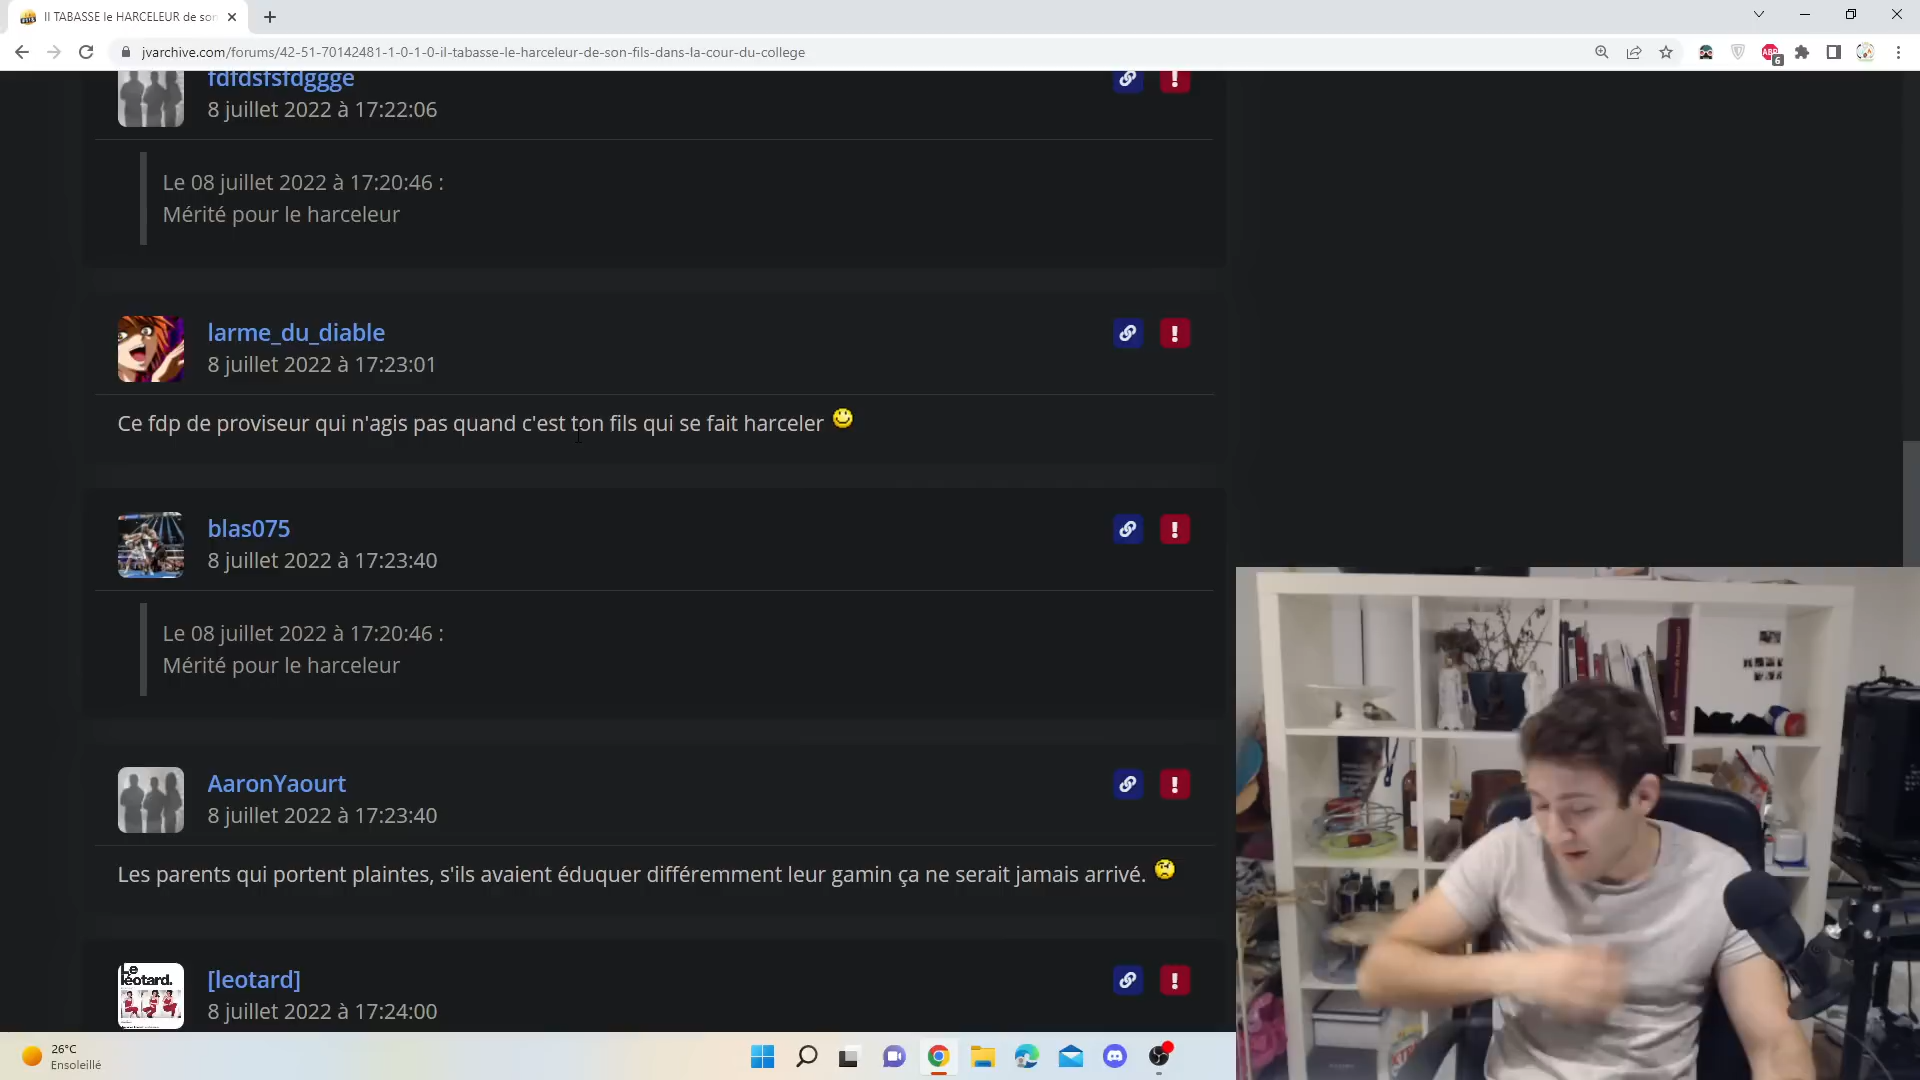 Il TABASSE le HARCELEUR de son
jvarchive.com/forums/42-51-70142481-1-0-1-0-il-tabasse-le-harceleur-de-son-fils-dans-la-cour-du-college
6
fdfdsfsfdggge
8 juillet 2022 à 17:22:06
Le 08 juillet 2022 à 17:20:46 :
Mérité pour le harceleur
larme_du_diable
8 juillet 2022 à 17:23:01
Ce fdp de proviseur qui n'agis pas quand c'est ton fils qui se fait harceler
blas075
8 juillet 2022 à 17:23:40
Le 08 juillet 2022 à 17:20:46 :
Mérité pour le harceleur
AaronYaourt
8 juillet 2022 à 17:23:40
Les parents qui portent plaintes, s'ils avaient éduquer différemment leur gamin ça ne serait jamais arrivé.
Le
léotard.
[leotard]
8 juillet 2022 à 17:24:00
26°C
Ensoleillé